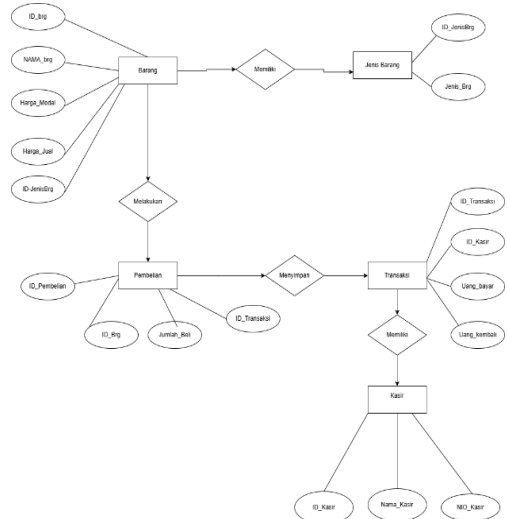 ID_brg
NAMA_brg
Harga_Modal
Harga_Jual
ID-JenisBrg
Barang
Memiliki
Jenis Barang
ID_JenisBrg
Jenis_Brg
Melakukan
Pembelian
Menyimpan
Transaksi
ID_Pembelian
ID_Brg
Jumlah_Beli
ID_Transaksi
ID_Transaksi
ID_Kasir
Uang_bayar
Uang_kembali
Memiliki
Kasir
ID_Kasir
Nama_Kasir